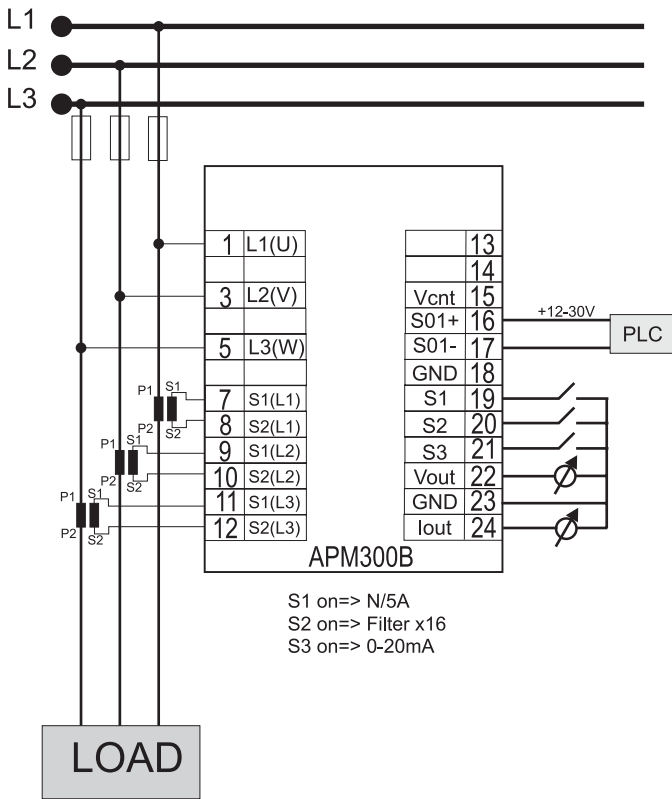 L1
L2
L3
1 L1(U) 13
14
3 L2(V) Vcnt 15
S01+ 16 +12-30V
5 L3(W) S01- 17 PLC
GND 18
P1 S1 7 S1(L1) S1 19
P2 S2 8 S2(L1) S2 20
P1 S1 9 S1(L2) S3 21
P2 S2 10 S2(L2) Vout 22
P1 S1 11 S1(L3) GND 23
P2 S2 12 S2(L3) Iout 24
APM300B
S1 on=> N/5A
S2 on=> Filter x16
S3 on=> 0-20mA
LOAD